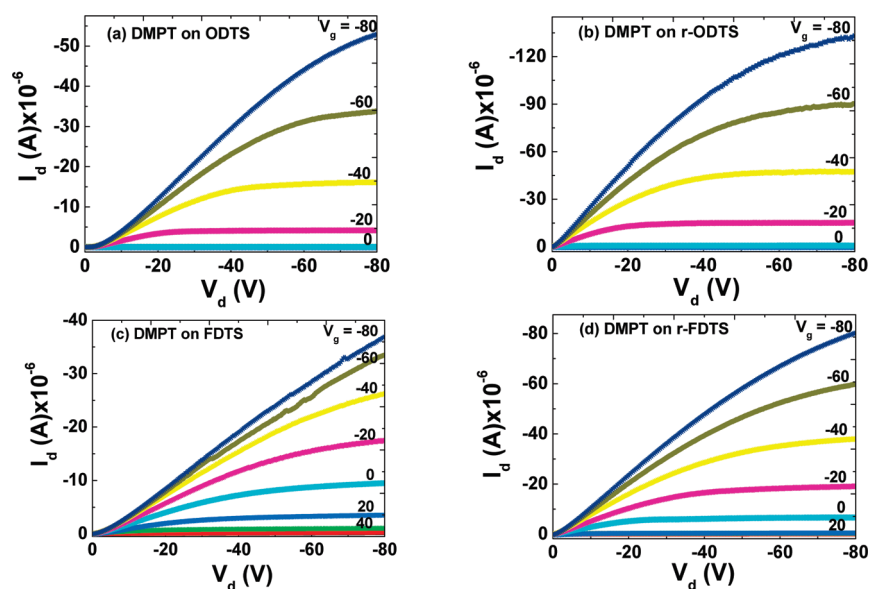 (a) DMPT on ODTS
V_g = -80
-60
-40
-20
0
-50
-40
-30
-20
-10
0
I_d (A)x10^-6
0 -20 -40 -60 -80
V_d (V)
(b) DMPT on r-ODTS
V_g = -80
-60
-40
-20
0
-120
-90
-60
-30
0
I_d (A)x10^-6
0 -20 -40 -60 -80
V_d (V)
(c) DMPT on FDTS
V_g = -80
-60
-40
-20
0
20
40
-40
-30
-20
-10
0
I_d (A)x10^-6
0 -20 -40 -60 -80
V_d (V)
(d) DMPT on r-FDTS
V_g = -80
-60
-40
-20
0
20
-80
-60
-40
-20
0
I_d (A)x10^-6
0 -20 -40 -60 -80
V_d (V)